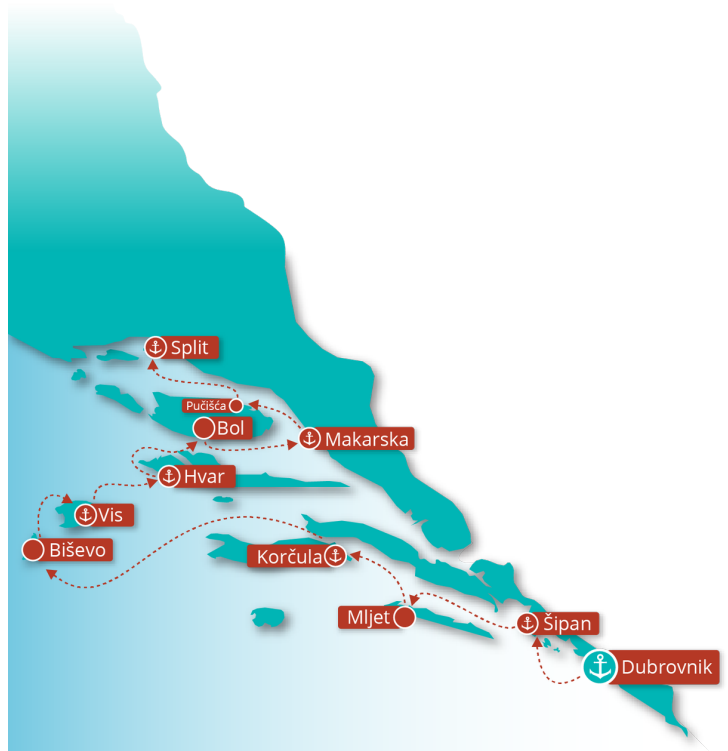 Split
Pučišća
Bol
Makarska
Hvar
Vis
Biševo
Korčula
Mljet
Šipan
Dubrovnik